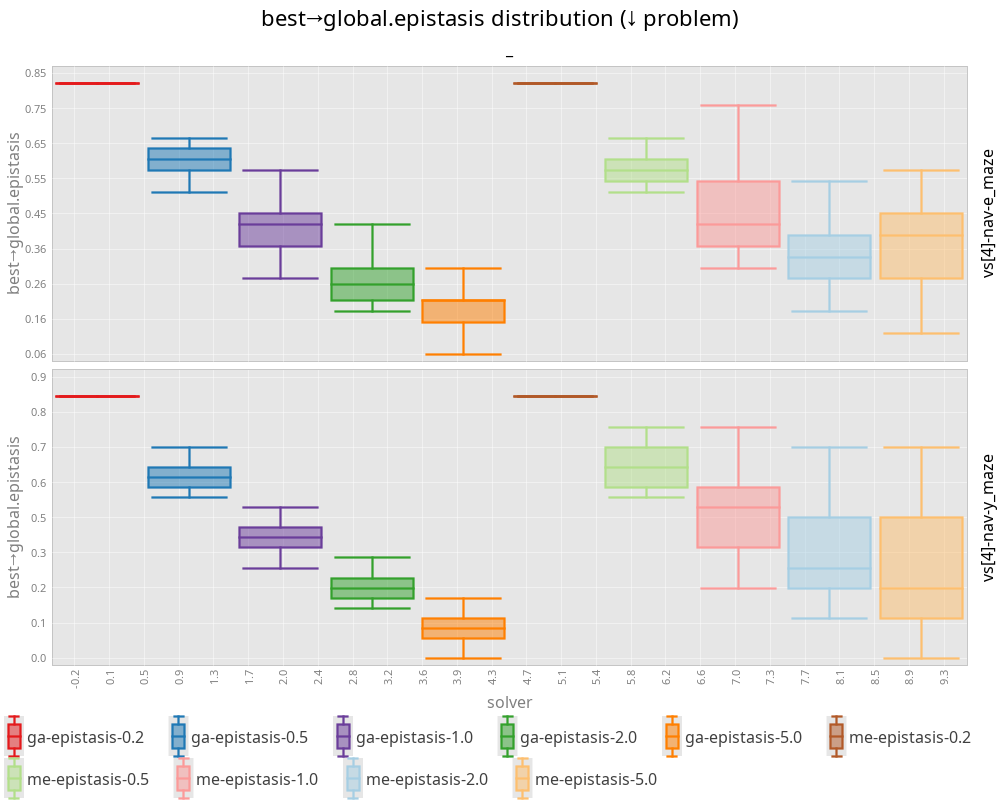 best→global.epistasis distribution (↓ problem)
–
0.85
0.75
0.65
0.55
0.45
0.36
0.26
0.16
0.06
best→global.epistasis
vs[4]-nav-e_maze
0.9
0.8
0.7
0.6
0.5
0.3
0.2
0.1
0.0
best→global.epistasis
vs[4]-nav-y_maze
-0.2 0.1 0.5 0.9 1.3 1.7 2.0 2.4 2.8 3.2 3.6 3.9 4.3 4.7 5.1 5.4 5.8 6.2 6.6 7.0 7.3 7.7 8.1 8.5 8.9 9.3
solver
ga-epistasis-0.2 ga-epistasis-0.5 ga-epistasis-1.0 ga-epistasis-2.0 ga-epistasis-5.0 me-epistasis-0.2
me-epistasis-0.5 me-epistasis-1.0 me-epistasis-2.0 me-epistasis-5.0